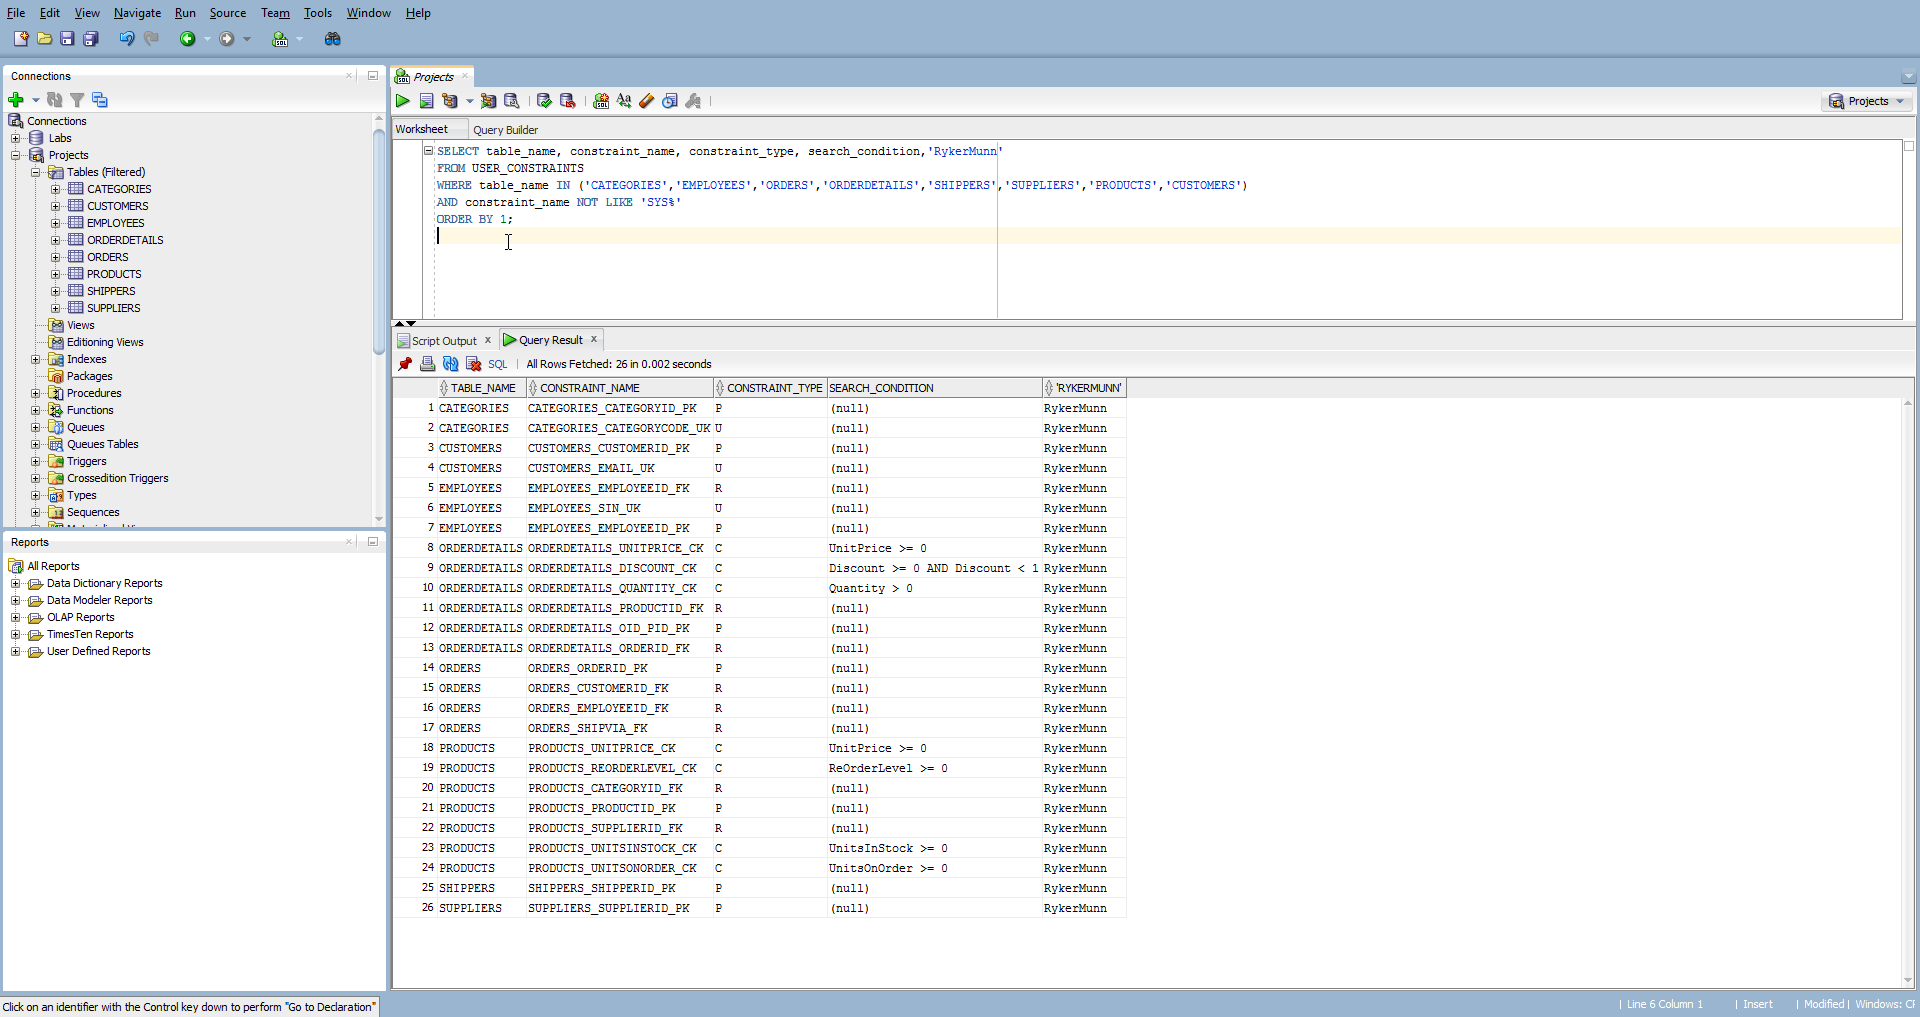 File Edit View Navigate Run Source Team Tools Window Help
Connections
Connections
Labs
Projects
Tables (Filtered)
CATEGORIES
CUSTOMERS
EMPLOYEES
ORDERDETAILS
ORDERS
PRODUCTS
SHIPPERS
SUPPLIERS
Views
Editioning Views
Indexes
Packages
Procedures
Functions
Queues
Queues Tables
Triggers
Crossedition Triggers
Types
Sequences
Reports
All Reports
Data Dictionary Reports
Data Modeler Reports
OLAP Reports
TimesTen Reports
User Defined Reports
Projects
Projects
Worksheet Query Builder
SELECT table_name, constraint_name, constraint_type, search_condition,'RykerMunn'
FROM USER_CONSTRAINTS
WHERE table_name IN ('CATEGORIES','EMPLOYEES','ORDERS','ORDERDETAILS','SHIPPERS','SUPPLIERS','PRODUCTS','CUSTOMERS')
AND constraint_name NOT LIKE 'SYS%'
ORDER BY 1;
Script Output Query Result
SQL All Rows Fetched: 26 in 0.002 seconds
TABLE_NAME CONSTRAINT_NAME CONSTRAINT_TYPE SEARCH_CONDITION 'RYKERMUNN'
1 CATEGORIES CATEGORIES_CATEGORYID_PK P (null) RykerMunn
2 CATEGORIES CATEGORIES_CATEGORYCODE_UK U (null) RykerMunn
3 CUSTOMERS CUSTOMERS_CUSTOMERID_PK P (null) RykerMunn
4 CUSTOMERS CUSTOMERS_EMAIL_UK U (null) RykerMunn
5 EMPLOYEES EMPLOYEES_EMPLOYEEID_FK R (null) RykerMunn
6 EMPLOYEES EMPLOYEES_SIN_UK U (null) RykerMunn
7 EMPLOYEES EMPLOYEES_EMPLOYEEID_PK P (null) RykerMunn
8 ORDERDETAILS ORDERDETAILS_UNITPRICE_CK C UnitPrice >= 0 RykerMunn
9 ORDERDETAILS ORDERDETAILS_DISCOUNT_CK C Discount >= 0 AND Discount < 1 RykerMunn
10 ORDERDETAILS ORDERDETAILS_QUANTITY_CK C Quantity > 0 RykerMunn
11 ORDERDETAILS ORDERDETAILS_PRODUCTID_FK R (null) RykerMunn
12 ORDERDETAILS ORDERDETAILS_OID_PID_PK P (null) RykerMunn
13 ORDERDETAILS ORDERDETAILS_ORDERID_FK R (null) RykerMunn
14 ORDERS ORDERS_ORDERID_PK P (null) RykerMunn
15 ORDERS ORDERS_CUSTOMERID_FK R (null) RykerMunn
16 ORDERS ORDERS_EMPLOYEEID_FK R (null) RykerMunn
17 ORDERS ORDERS_SHIPVIA_FK R (null) RykerMunn
18 PRODUCTS PRODUCTS_UNITPRICE_CK C UnitPrice >= 0 RykerMunn
19 PRODUCTS PRODUCTS_REORDERLEVEL_CK C ReOrderLevel >= 0 RykerMunn
20 PRODUCTS PRODUCTS_CATEGORYID_FK R (null) RykerMunn
21 PRODUCTS PRODUCTS_PRODUCTID_PK P (null) RykerMunn
22 PRODUCTS PRODUCTS_SUPPLIERID_FK R (null) RykerMunn
23 PRODUCTS PRODUCTS_UNITSINSTOCK_CK C UnitsInStock >= 0 RykerMunn
24 PRODUCTS PRODUCTS_UNITSONORDER_CK C UnitsOnOrder >= 0 RykerMunn
25 SHIPPERS SHIPPERS_SHIPPERID_PK P (null) RykerMunn
26 SUPPLIERS SUPPLIERS_SUPPLIERID_PK P (null) RykerMunn
Click on an identifier with the Control key down to perform "Go to Declaration"
| Line 6 Column 1 | Insert | Modified | Windows: